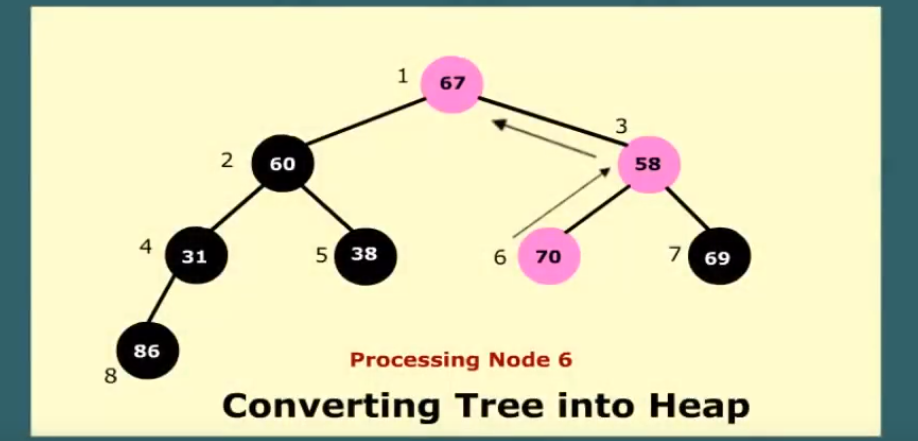 1 67
3
2 60 58
4 31 5 38 6 70 7 69
86
8
Processing Node 6
Converting Tree into Heap